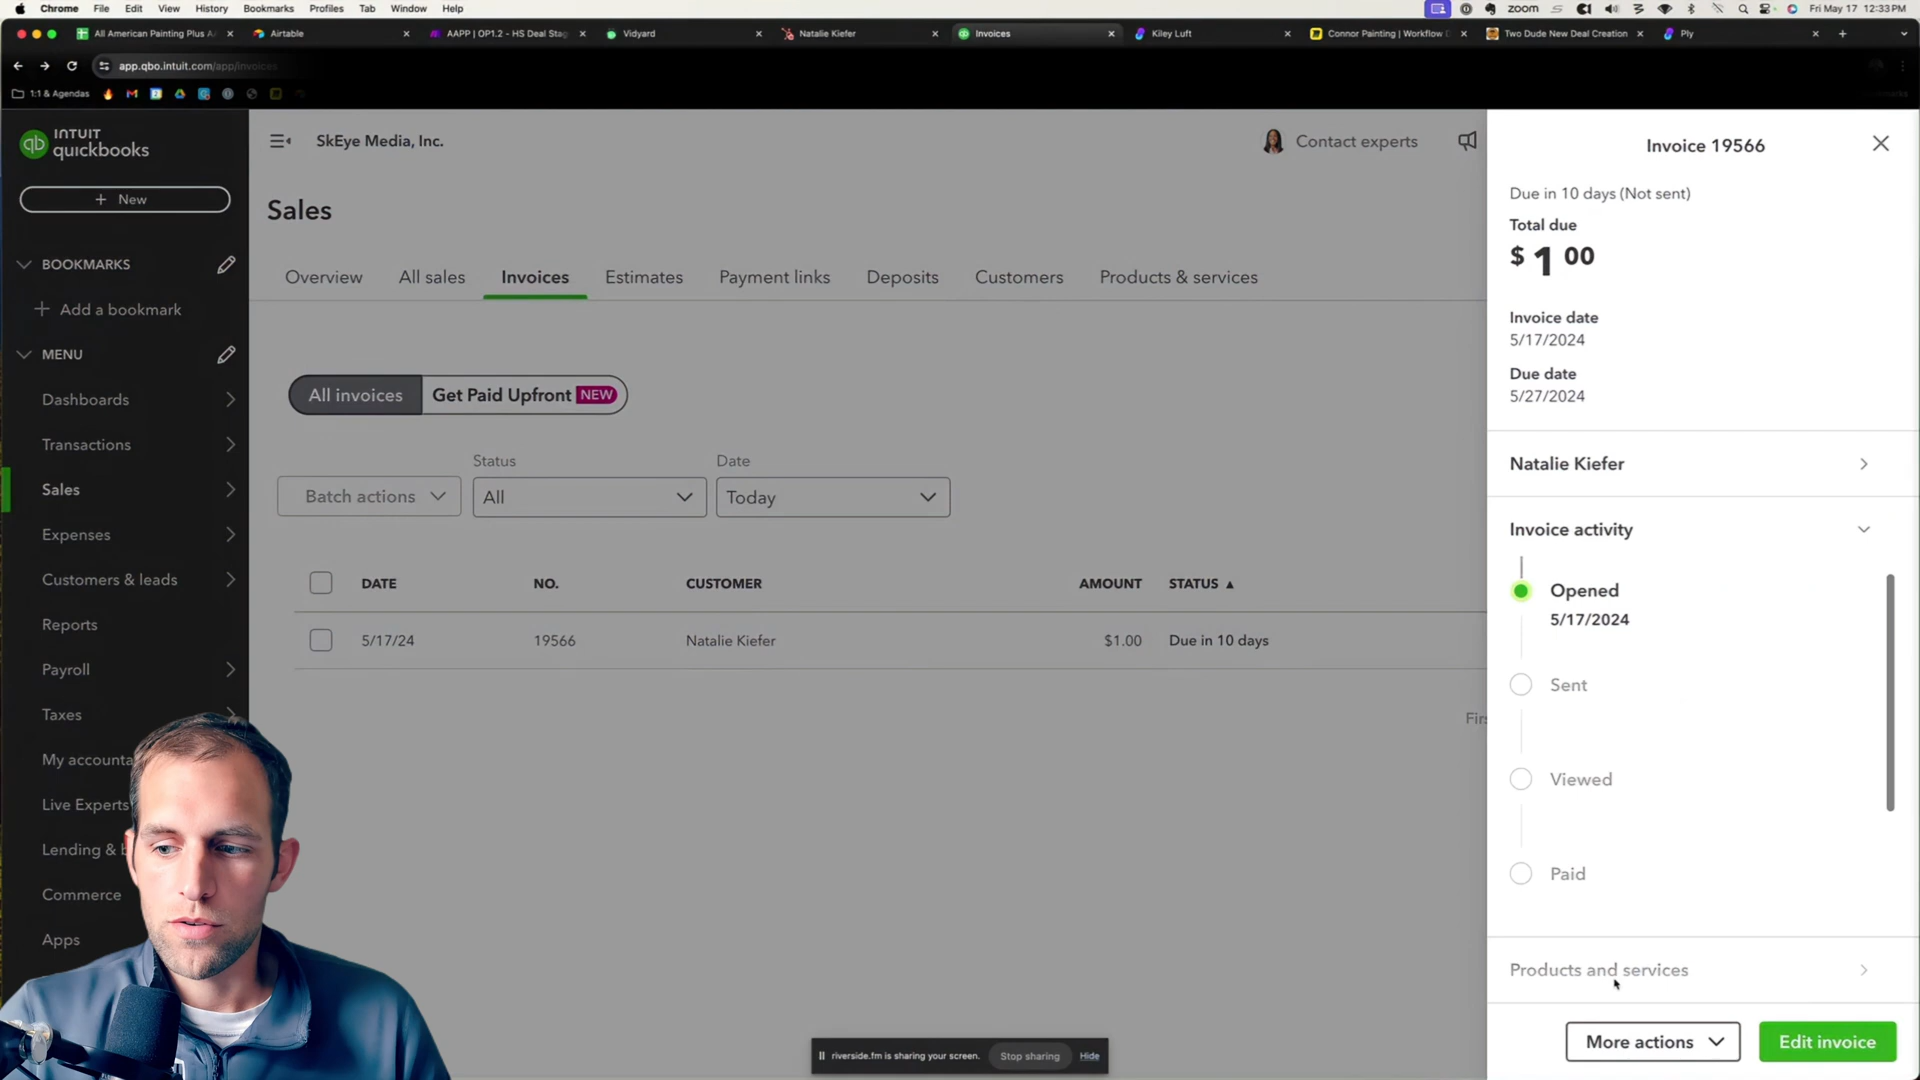 Chrome File Edit View History Bookmarks Profiles Tab Window Help
zoom
Fri May 17 12:33 PM
All American Painting Plus A
Airtable
AAPP | OP1.2 - HS Deal Stag
Vidyard
Natalie Kiefer
Invoices
Kiley Luft
Connor Painting | Workflow D
Two Dude New Deal Creation
Ply
app.qbo.intuit.com/app/invoices
1:1 & Agendas
INTUIT
quickbooks
SkEye Media, Inc.
Contact experts
+ New
Sales
BOOKMARKS
+ Add a bookmark
MENU
Dashboards
Transactions
Sales
Expenses
Customers & leads
Reports
Payroll
Taxes
My accounta
Live Experts
Lending & b
Commerce
Apps
Overview All sales Invoices Estimates Payment links Deposits Customers Products & services
All invoices Get Paid Upfront NEW
Status
Date
Batch actions
All
Today
DATE NO. CUSTOMER AMOUNT STATUS ▲
5/17/24 19566 Natalie Kiefer $1.00 Due in 10 days
Firs
Invoice 19566
Due in 10 days (Not sent)
Total due
$ 1 00
Invoice date
5/17/2024
Due date
5/27/2024
Natalie Kiefer
Invoice activity
Opened
5/17/2024
Sent
Viewed
Paid
Products and services
More actions
Edit invoice
riverside.fm is sharing your screen.
Stop sharing
Hide